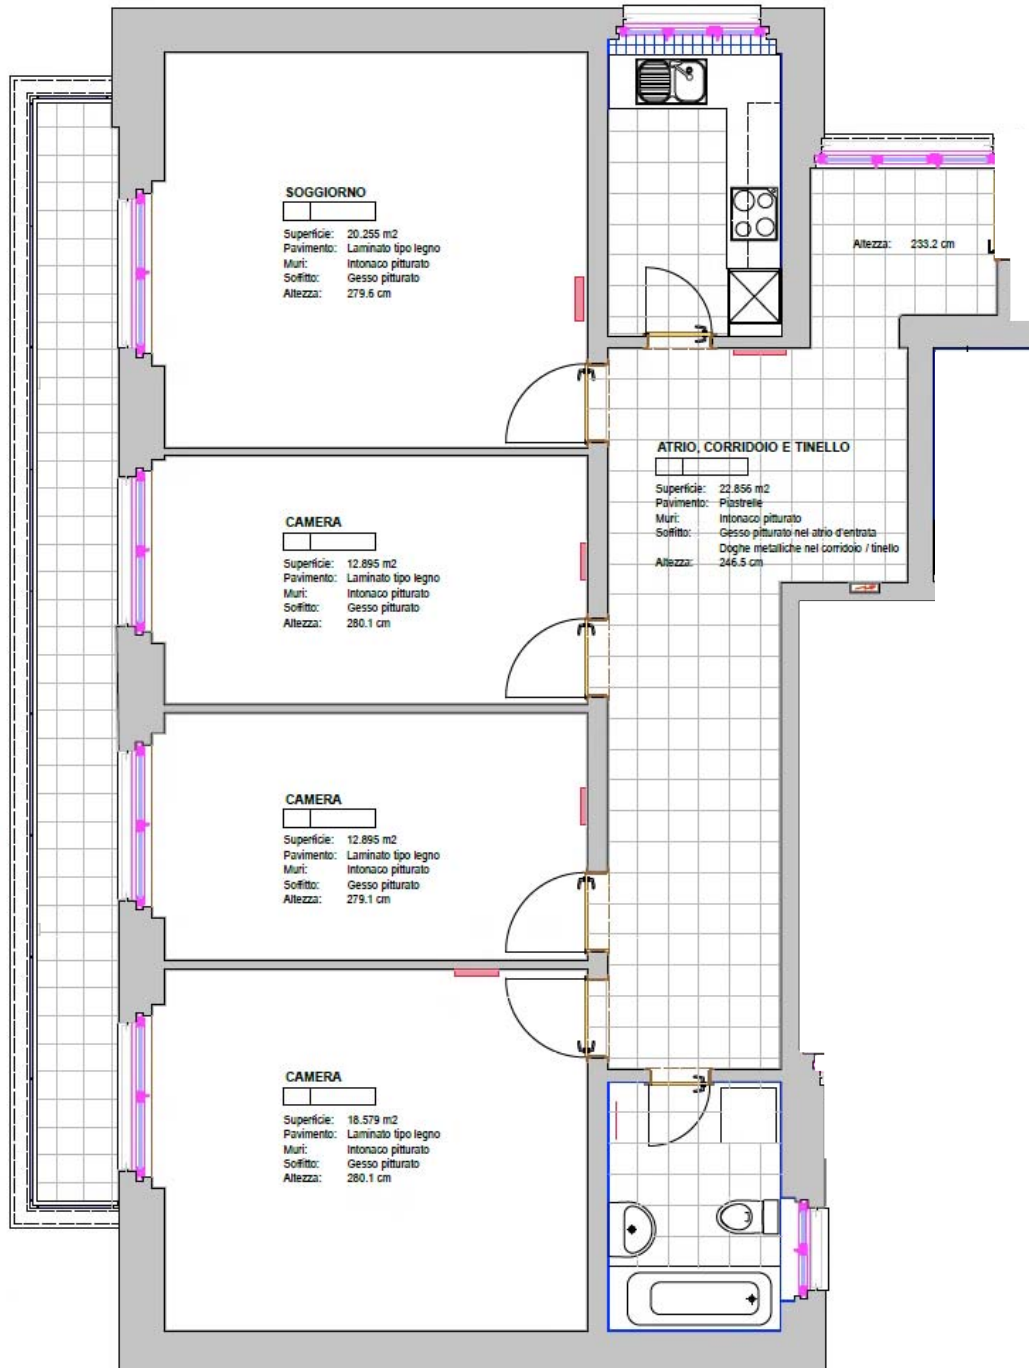 SOGGIORNO
Superficie: 20.255 m2
Pavimento: Laminato tipo legno
Muri: Intonaco pitturato
Soffitto: Gesso pitturato
Altezza: 279.6 cm
Altezza: 233.2 cm
ATRIO, CORRIDOIO E TINELLO
Superficie: 22.856 m2
Pavimento: Piastrelle
Muri: Intonaco pitturato
Soffitto: Gesso pitturato nel atrio d'entrata
Doghe metalliche nel corridoio / tinello
Altezza: 246.5 cm
CAMERA
Superficie: 12.895 m2
Pavimento: Laminato tipo legno
Muri: Intonaco pitturato
Soffitto: Gesso pitturato
Altezza: 280.1 cm
CAMERA
Superficie: 12.895 m2
Pavimento: Laminato tipo legno
Muri: Intonaco pitturato
Soffitto: Gesso pitturato
Altezza: 279.1 cm
CAMERA
Superficie: 18.579 m2
Pavimento: Laminato tipo legno
Muri: Intonaco pitturato
Soffitto: Gesso pitturato
Altezza: 280.1 cm